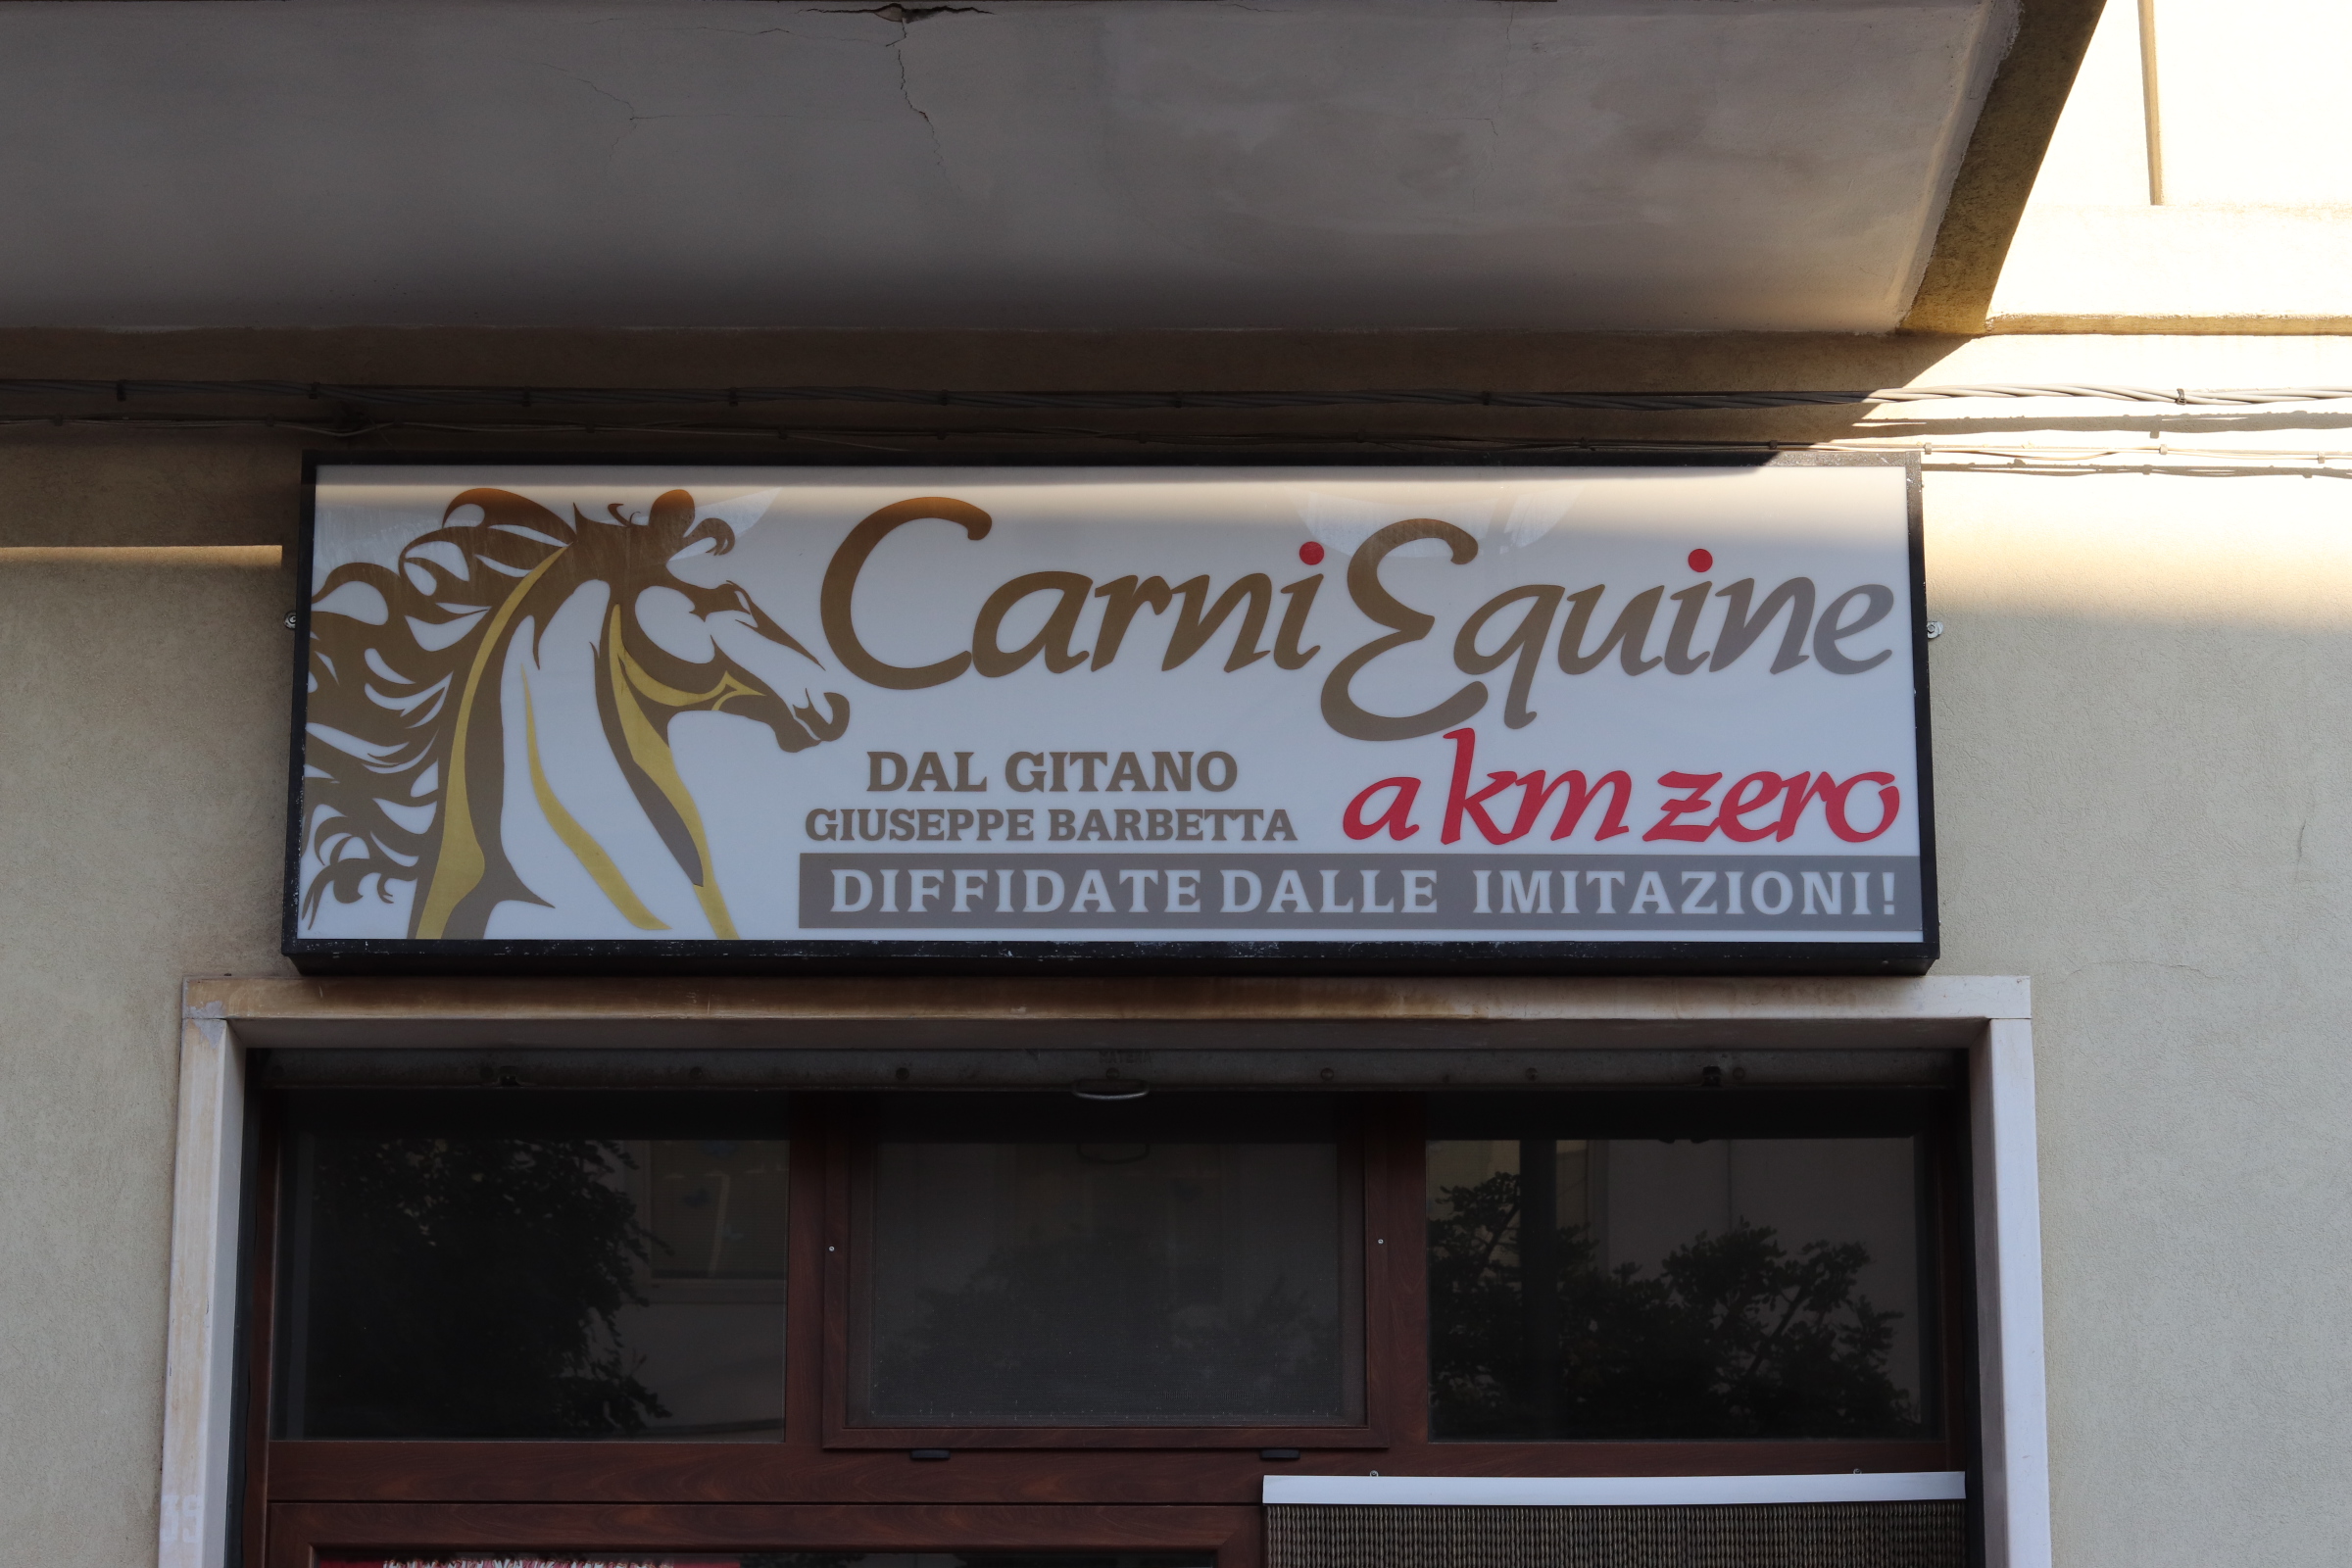 CarniEquine
DAL GITANO
a km zero
GIUSEPPE BARBETTA
DIFFIDATE DALLE IMITAZIONI!